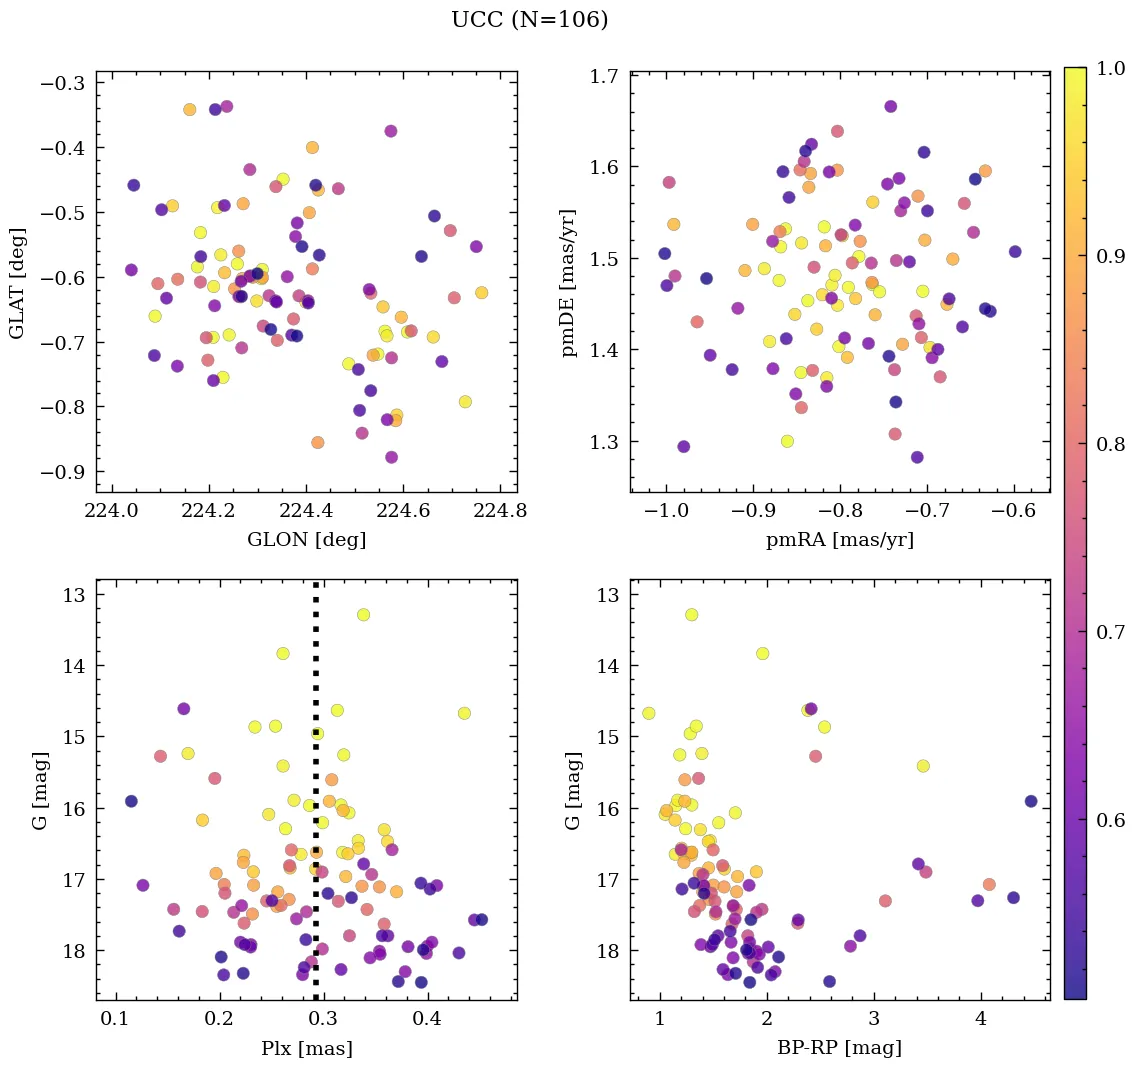 UCC (N=106)
−0.3
−0.4
−0.5
−0.6
−0.7
−0.8
−0.9
GLAT [deg]
224.0 224.2 224.4 224.6 224.8
GLON [deg]
1.7
1.6
1.5
1.4
1.3
pmDE [mas/yr]
−1.0 −0.9 −0.8 −0.7 −0.6
pmRA [mas/yr]
1.0
0.9
0.8
0.7
0.6
13
14
15
16
17
18
G [mag]
0.1 0.2 0.3 0.4
Plx [mas]
13
14
15
16
17
18
G [mag]
1 2 3 4
BP-RP [mag]